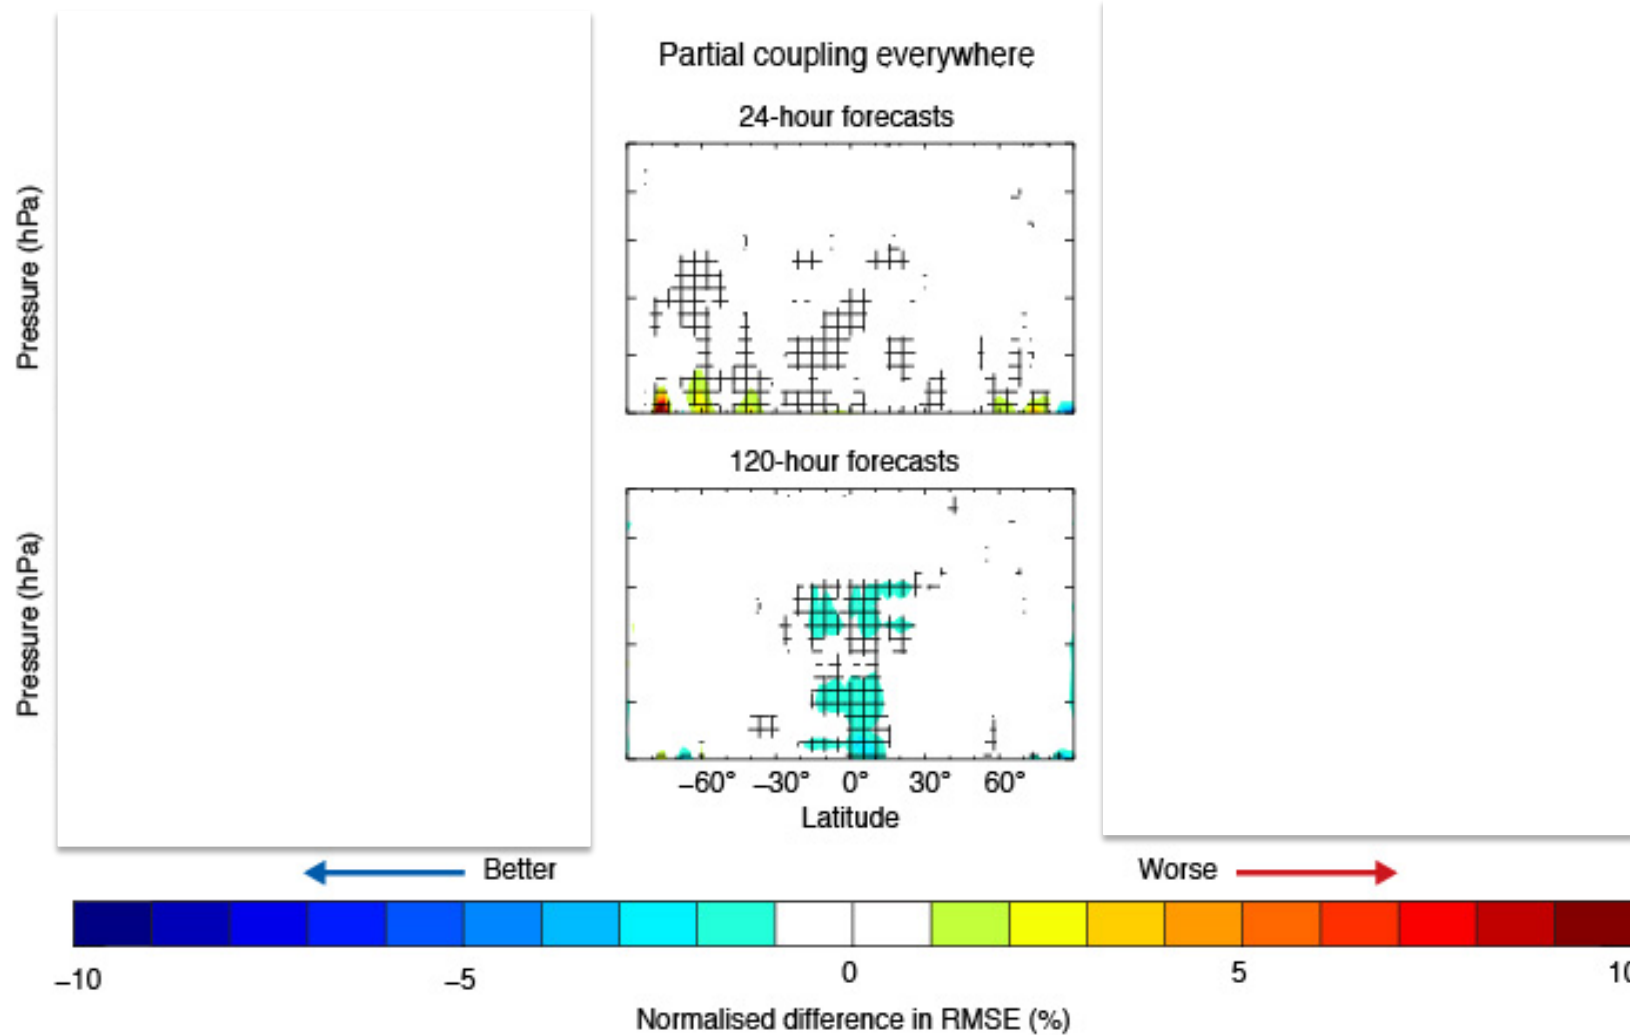 Partial coupling everywhere
24-hour forecasts
Pressure (hPa)
120-hour forecasts
Pressure (hPa)
–60° –30° 0° 30° 60°
Latitude
Better Worse
–10 –5 0 5 10
Normalised difference in RMSE (%)